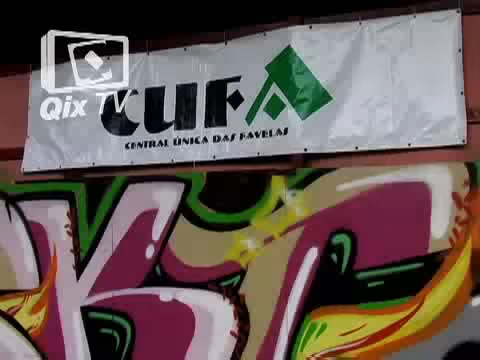 Qix TV
CUFA
CENTRAL ÚNICA DAS FAVELAS